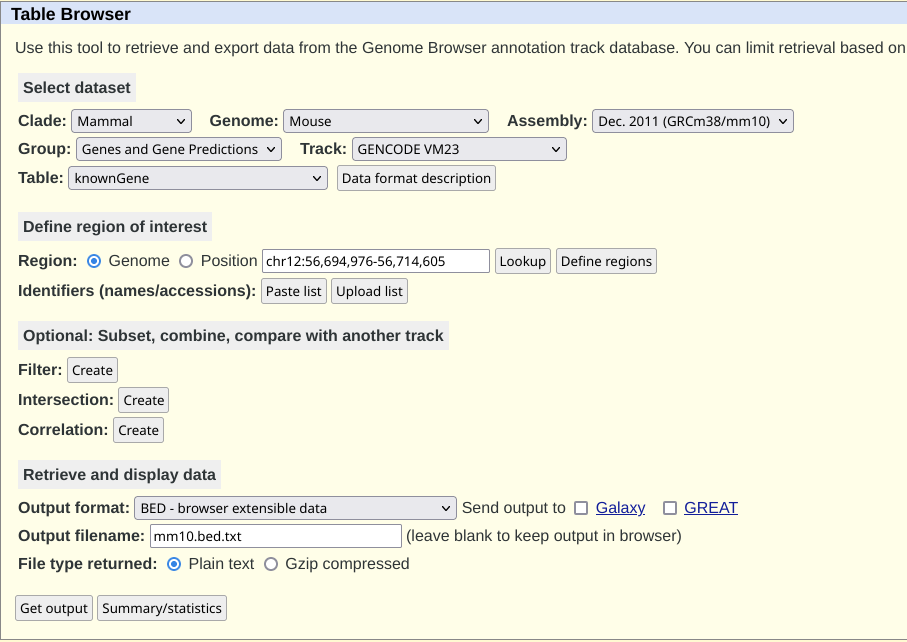 Table Browser
Use this tool to retrieve and export data from the Genome Browser annotation track database. You can limit retrieval based on
Select dataset
Clade: Mammal Genome: Mouse Assembly: Dec. 2011 (GRCm38/mm10)
Group: Genes and Gene Predictions Track: GENCODE VM23
Table: knownGene Data format description
Define region of interest
Region: Genome Position chr12:56,694,976-56,714,605 Lookup Define regions
Identifiers (names/accessions): Paste list Upload list
Optional: Subset, combine, compare with another track
Filter: Create
Intersection: Create
Correlation: Create
Retrieve and display data
Output format: BED - browser extensible data Send output to Galaxy GREAT
Output filename: mm10.bed.txt (leave blank to keep output in browser)
File type returned: Plain text Gzip compressed
Get output Summary/statistics